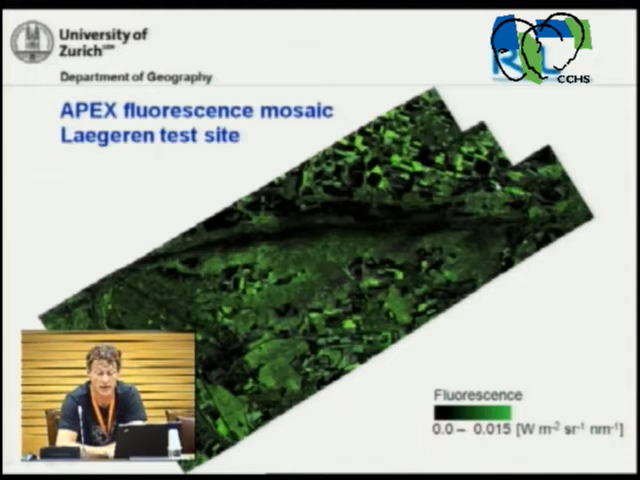 University of
Zurich UZH
Department of Geography
CCHS
APEX fluorescence mosaic
Laegeren test site
Fluorescence
0.0 – 0.015 [W m⁻² sr⁻¹ nm⁻¹]